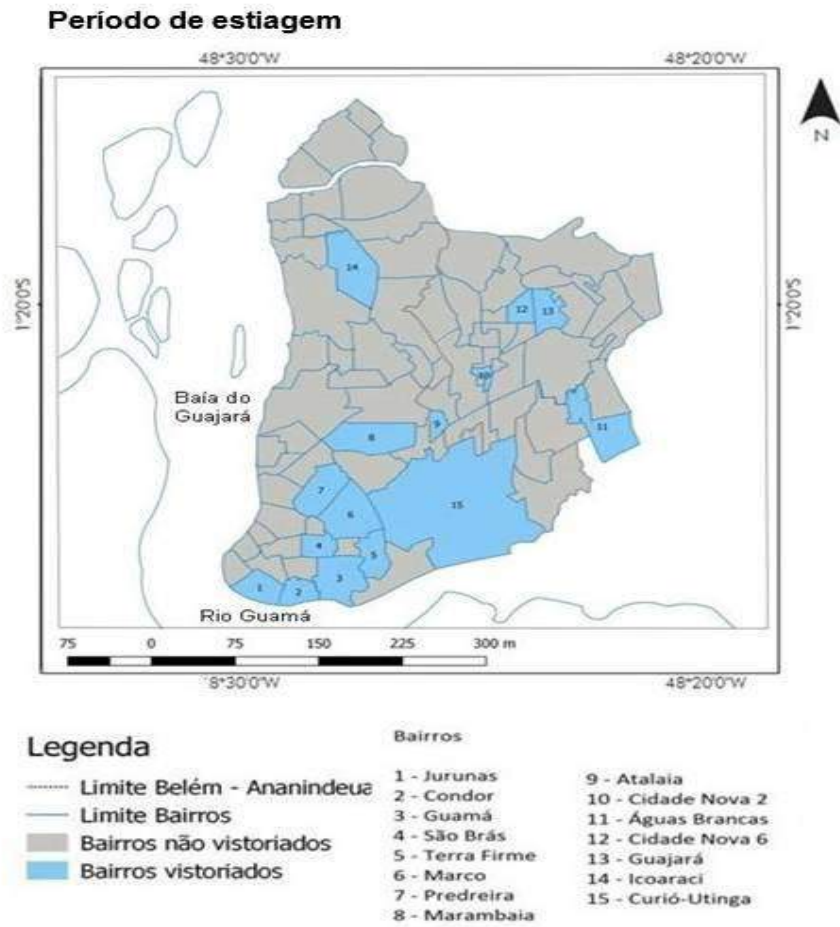 Período de estiagem
48°30'0"W 48°20'0"W
N
14
12 13
1°20'0S 1°20'0S
10
Baía do
Guajará
9
11
8
7
15
6
4
5
3
1
2
Rio Guamá
75 0 75 150 225 300 m
8°30'0"W 48°20'0"W
Legenda
Limite Belém - Ananindeua
Limite Bairros
Bairros não vistoriados
Bairros vistoriados
Bairros
1 - Jurunas
2 - Condor
3 - Guamá
4 - São Brás
5 - Terra Firme
6 - Marco
7 - Predreira
8 - Marambaia
9 - Atalaia
10 - Cidade Nova 2
11 - Águas Brancas
12 - Cidade Nova 6
13 - Guajará
14 - Icoaraci
15 - Curió-Utinga